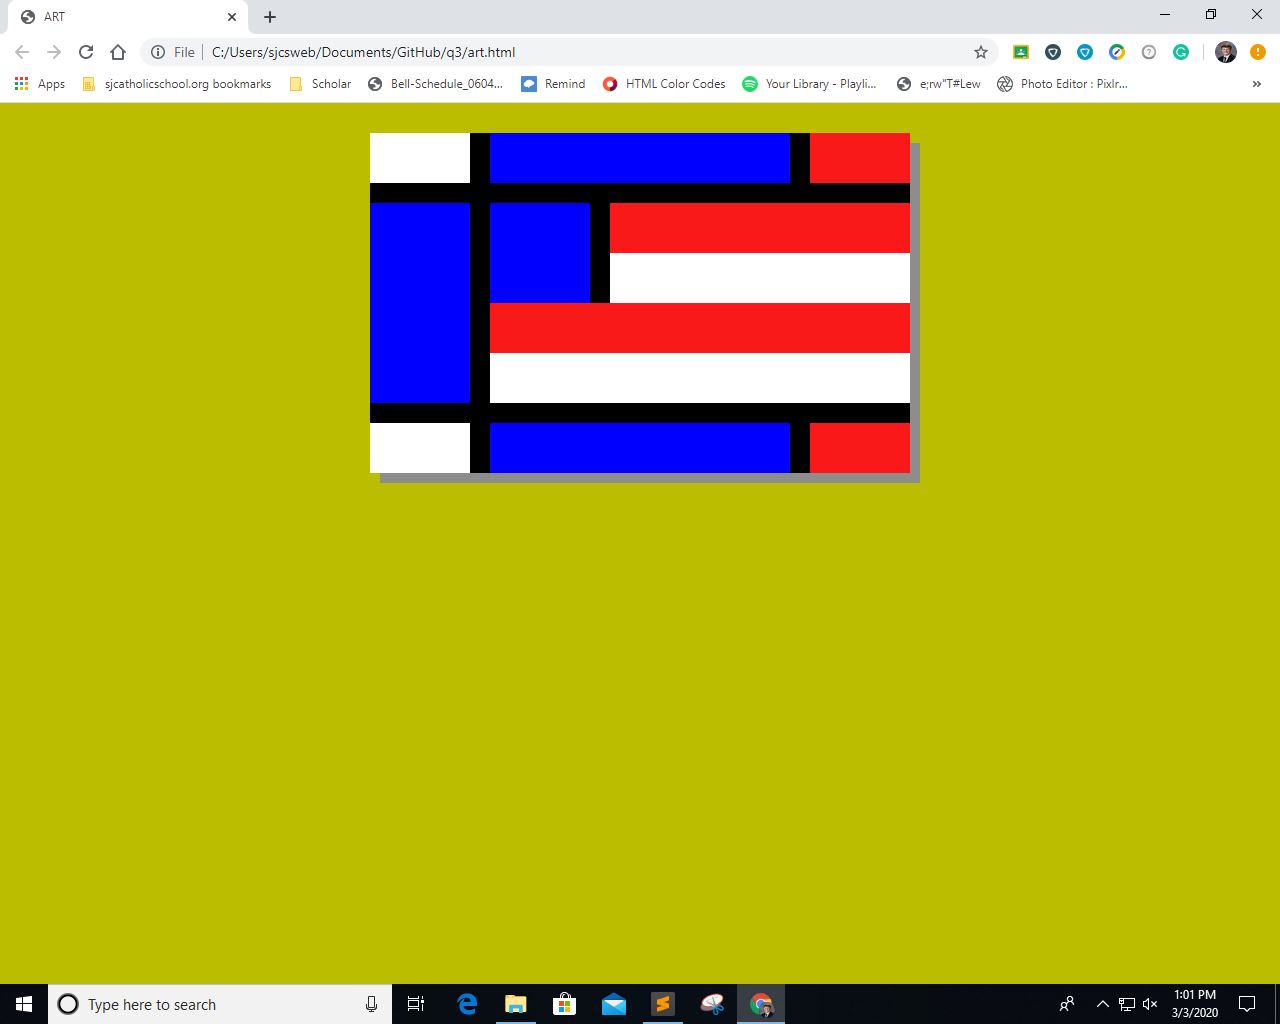 ART
File C:/Users/sjcsweb/Documents/GitHub/q3/art.html
Apps sjcatholicschool.org bookmarks Scholar Bell-Schedule_0604... Remind HTML Color Codes Your Library - Playli... e;rw"T#Lew Photo Editor : Pixlr... »
Type here to search
1:01 PM
3/3/2020